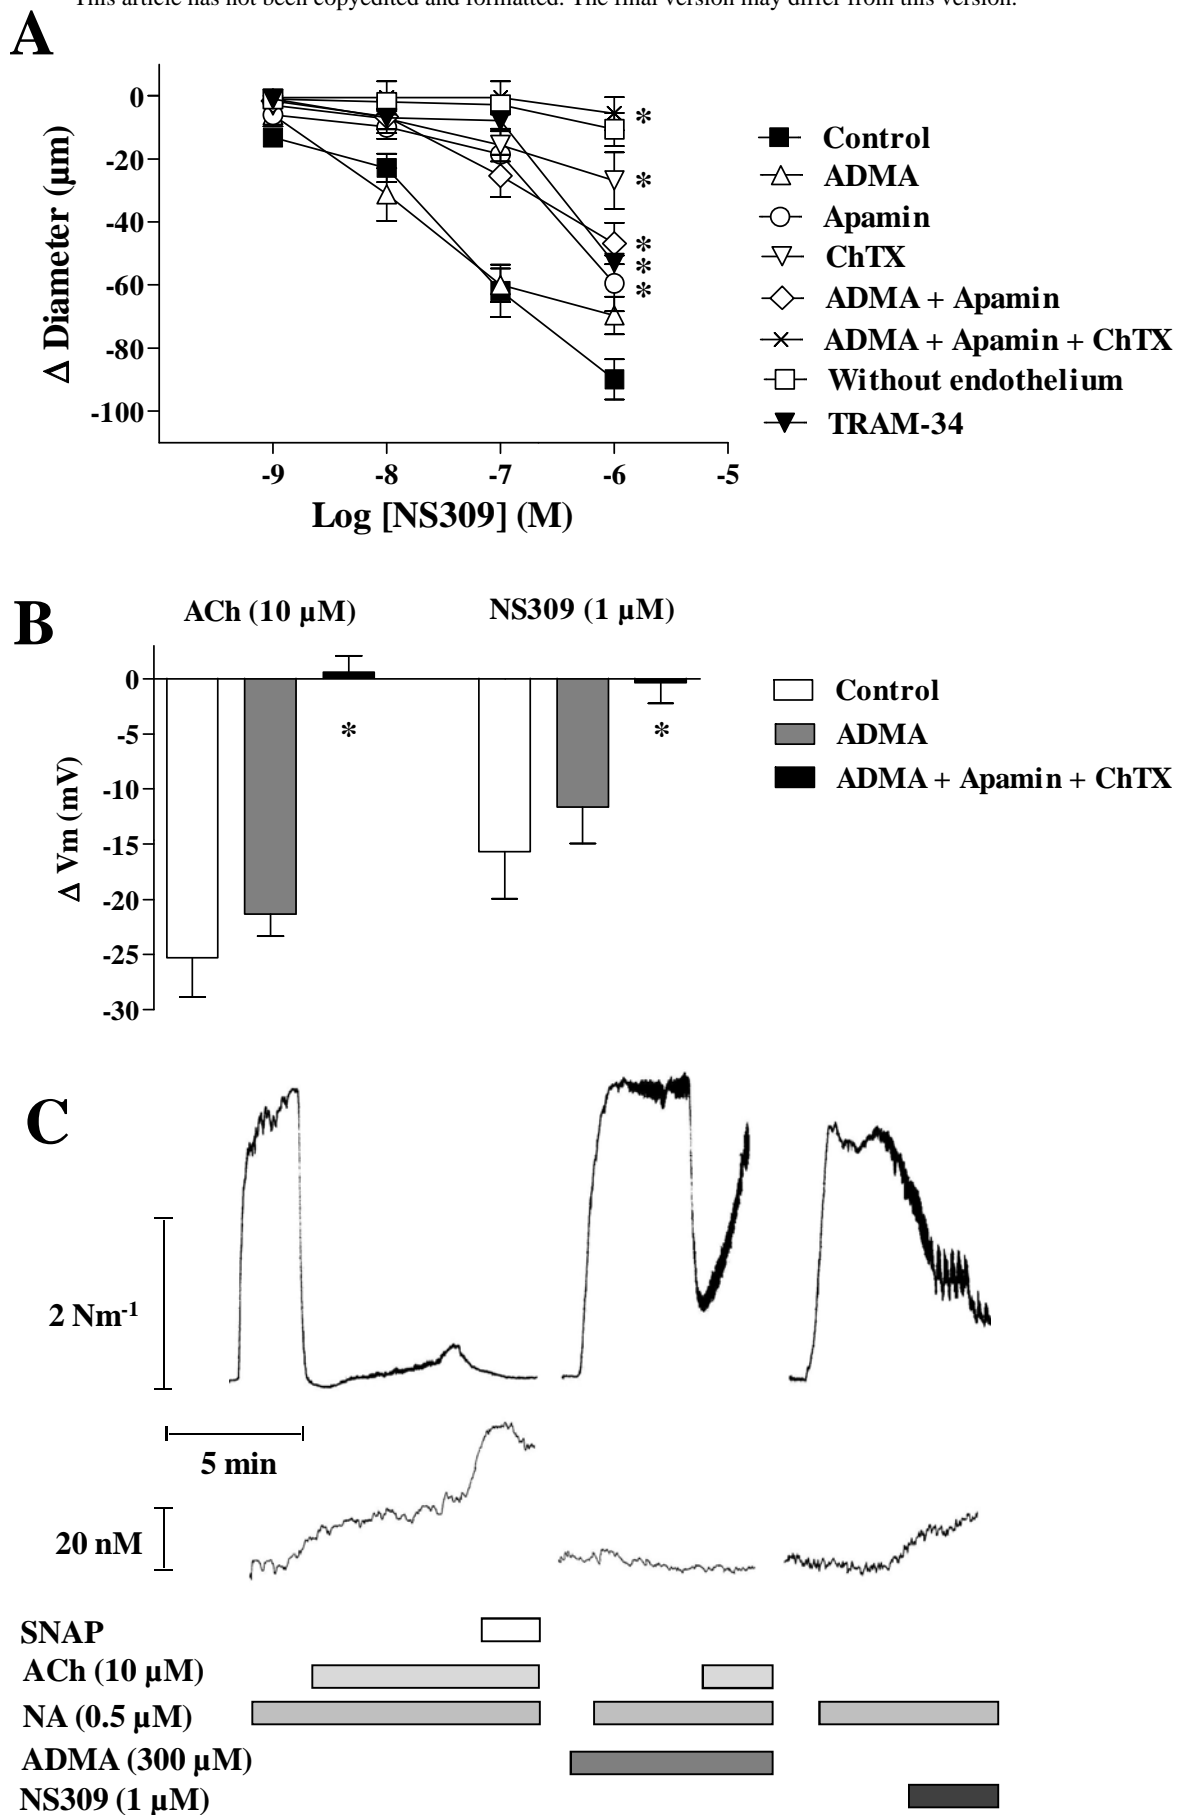 This article has not been copyedited and formatted. The final version may differ from this version.
A
0
-20
-40
-60
-80
-100
Δ Diameter (μm)
-9
-8
-7
-6
-5
Log [NS309] (M)
*
*
*
*
*
Control
ADMA
Apamin
ChTX
ADMA + Apamin
ADMA + Apamin + ChTX
Without endothelium
TRAM-34
B
ACh (10 μM)
NS309 (1 μM)
0
-5
-10
-15
-20
-25
-30
Δ Vm (mV)
*
*
Control
ADMA
ADMA + Apamin + ChTX
C
2 Nm⁻¹
5 min
20 nM
SNAP
ACh (10 μM)
NA (0.5 μM)
ADMA (300 μM)
NS309 (1 μM)